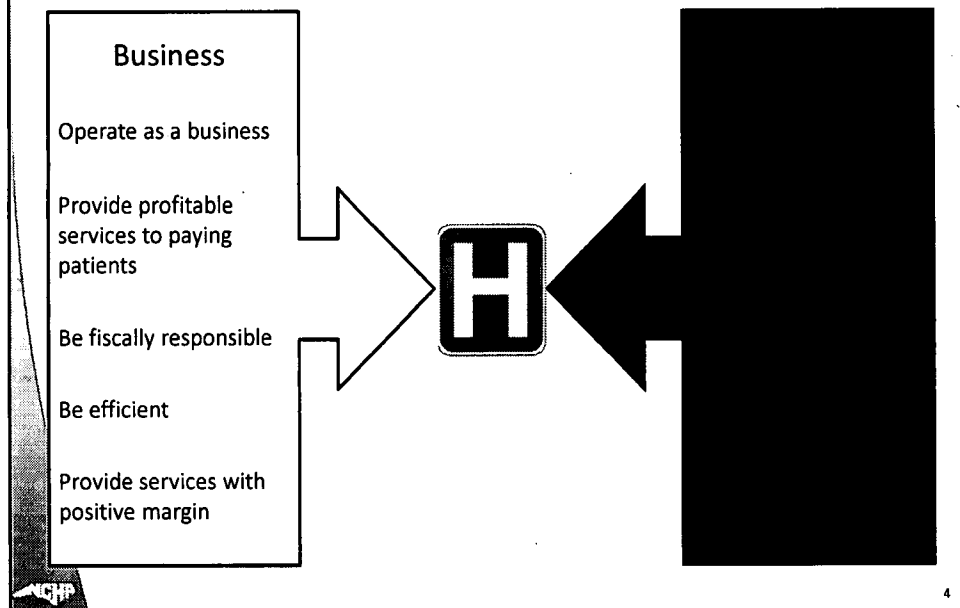 Business
Operate as a business
Provide profitable
services to paying
patients
Be fiscally responsible
Be efficient
Provide services with
positive margin
H
NCHA
4